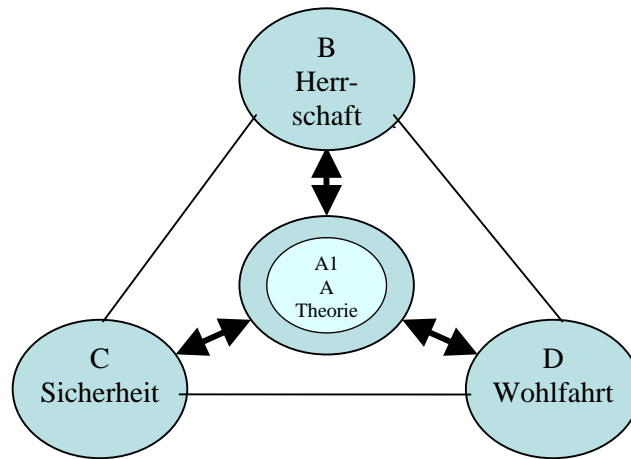 B
Herr-
schaft
A1
A
Theorie
C
Sicherheit
D
Wohlfahrt